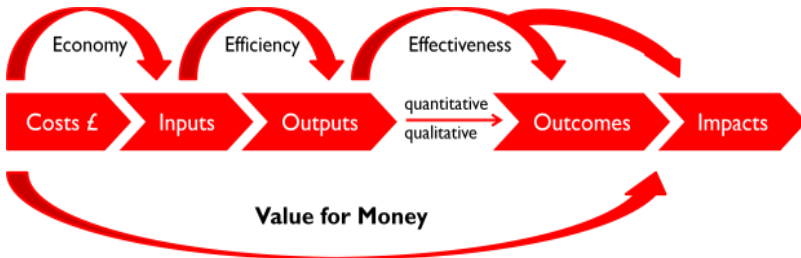 Economy
Efficiency
Effectiveness
Costs £
Inputs
Outputs
quantitative
qualitative
Outcomes
Impacts
Value for Money